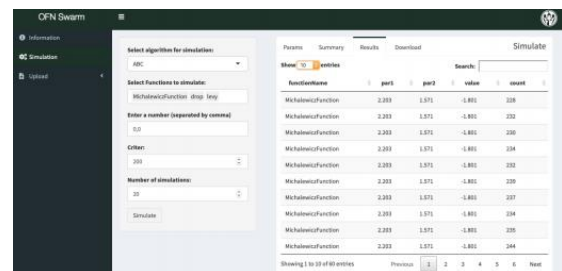 OFN Swarm
Information
Simulation
Upload
Select algorithm for simulation:
ABC
Select Functions to simulate:
MichalewiczFunction drop levy
Enter a number (separated by comma)
0,0
Criter:
200
Number of simulations:
20
Simulate
Params Summary Results Download Simulate
Show 10 entries Search:
functionName par1 par2 value count
MichalewiczFunction 2.203 1.571 -1.801
MichalewiczFunction 2.203 1.571 -1.801 232
MichalewiczFunction 2.203 1.571 -1.801 230
MichalewiczFunction 2.203 1.571 -1.801 234
MichalewiczFunction 2.203 1.571 -1.801 232
MichalewiczFunction 2.203 1.571 -1.801
MichalewiczFunction 2.203 1.571 -1.801 237
MichalewiczFunction 2.203 1.571 -1.801 234
MichalewiczFunction 2.203 1.571 -1.801 235
MichalewiczFunction 2.203 1.571 -1.801 244
Showing 1 to 10 of 60 entries Previous 1 2 3 4 5 6 Next